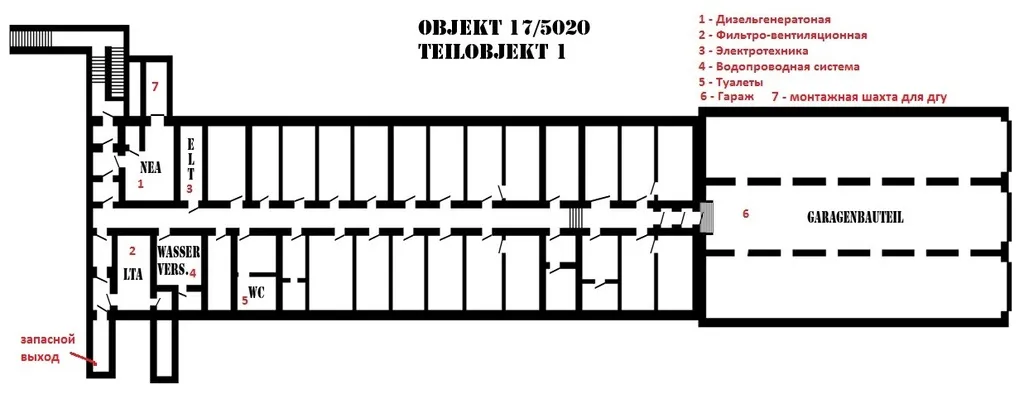 OBJEKT 17/5020
TEILOBJEKT 1
1 - Дизельгенератоная
2 - Фильтро-вентиляционная
3 - Электротехника
4 - Водопроводная система
5 - Туалеты
6 - Гараж 7 - монтажная шахта для дгу
7
NEA
1
ELT
3
6
GARAGENBAUTEIL
2
LTA
WASSER
VERS.
4
WC
5
запасной
выход